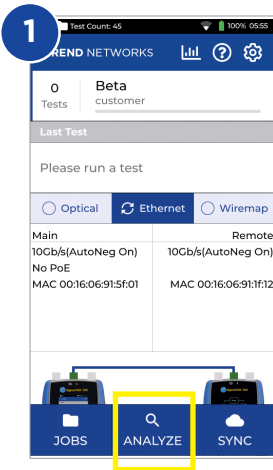 1
Test Count: 45 100% 05:55
REND NETWORKS
0 Beta
Tests customer
Last Test
Please run a test
Optical Ethernet Wiremap
Main Remote
10Gb/s(AutoNeg On) 10Gb/s(AutoNeg On)
No PoE
MAC 00:16:06:91:5f:01 MAC 00:16:06:91:1f:12
JOBS ANALYZE SYNC